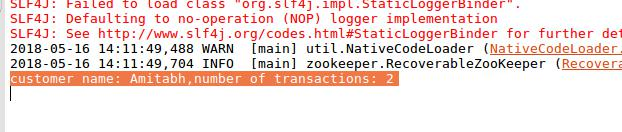 SLF4J: Failed to load class "org.slf4j.impl.StaticLoggerBinder".
SLF4J: Defaulting to no-operation (NOP) logger implementation
SLF4J: See http://www.slf4j.org/codes.html#StaticLoggerBinder for further det
2018-05-16 14:11:49,488 WARN [main] util.NativeCodeLoader (NativeCodeLoader.
2018-05-16 14:11:49,704 INFO [main] zookeeper.RecoverableZooKeeper (Recovera
customer name: Amitabh,number of transactions: 2